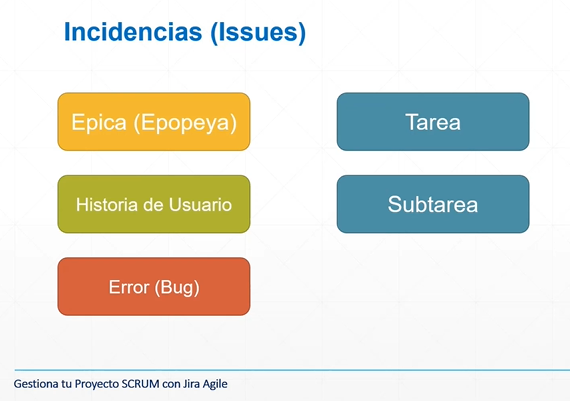 Incidencias (Issues)
Epica (Epopeya)
Historia de Usuario
Error (Bug)
Tarea
Subtarea
Gestiona tu Proyecto SCRUM con Jira Agile